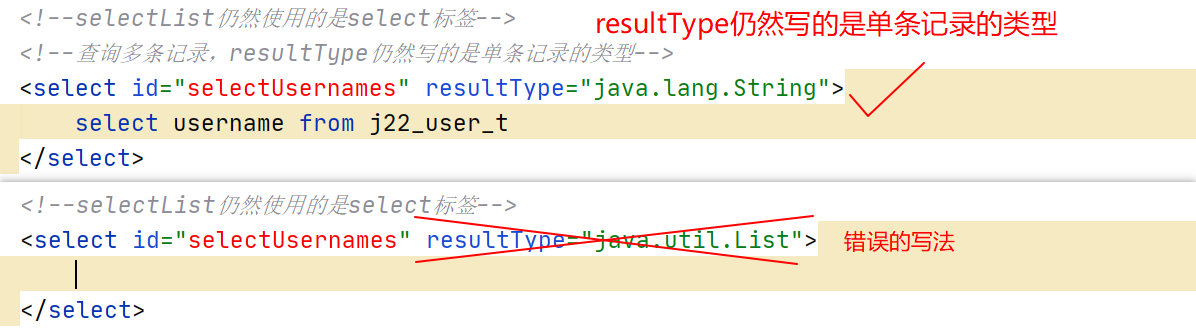 <!--selectList仍然使用的是select标签-->
resultType仍然写的是单条记录的类型
<!--查询多条记录，resultType仍然写的是单条记录的类型-->
<select id="selectUsernames" resultType="java.lang.String">
select username from j22_user_t
</select>
<!--selectList仍然使用的是select标签-->
<select id="selectUsernames" resultType="java.util.List">
错误的写法
</select>